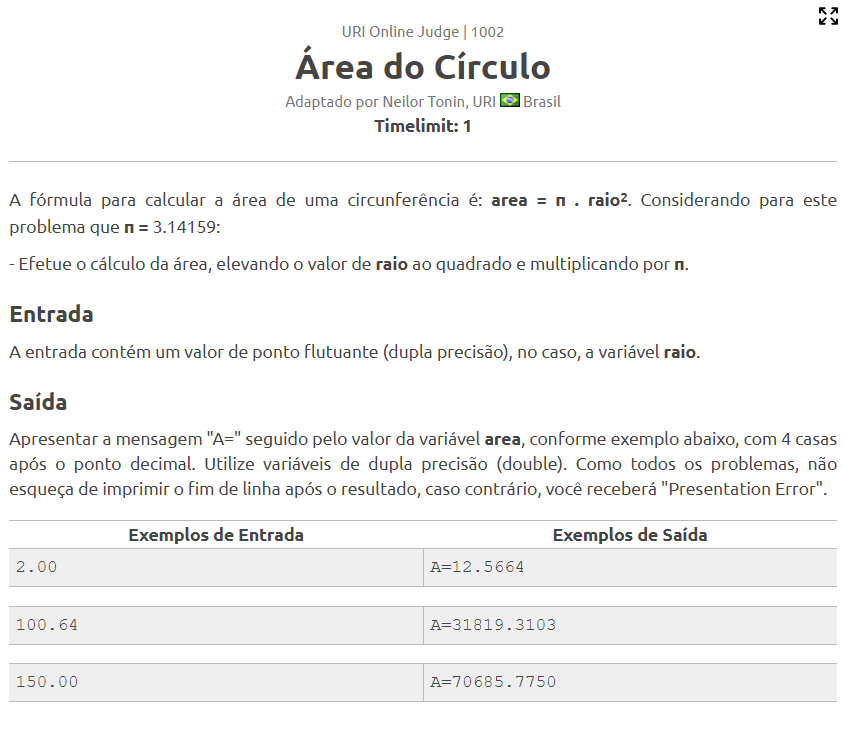 URI Online Judge | 1002
Área do Círculo
Adaptado por Neilor Tonin, URI Brasil
Timelimit: 1
A fórmula para calcular a área de uma circunferência é: area = π . raio². Considerando para este
problema que π = 3.14159:
- Efetue o cálculo da área, elevando o valor de raio ao quadrado e multiplicando por π.
Entrada
A entrada contém um valor de ponto flutuante (dupla precisão), no caso, a variável raio.
Saída
Apresentar a mensagem "A=" seguido pelo valor da variável area, conforme exemplo abaixo, com 4 casas
após o ponto decimal. Utilize variáveis de dupla precisão (double). Como todos os problemas, não
esqueça de imprimir o fim de linha após o resultado, caso contrário, você receberá "Presentation Error".
Exemplos de Entrada Exemplos de Saída
2.00 A=12.5664
100.64 A=31819.3103
150.00 A=70685.7750